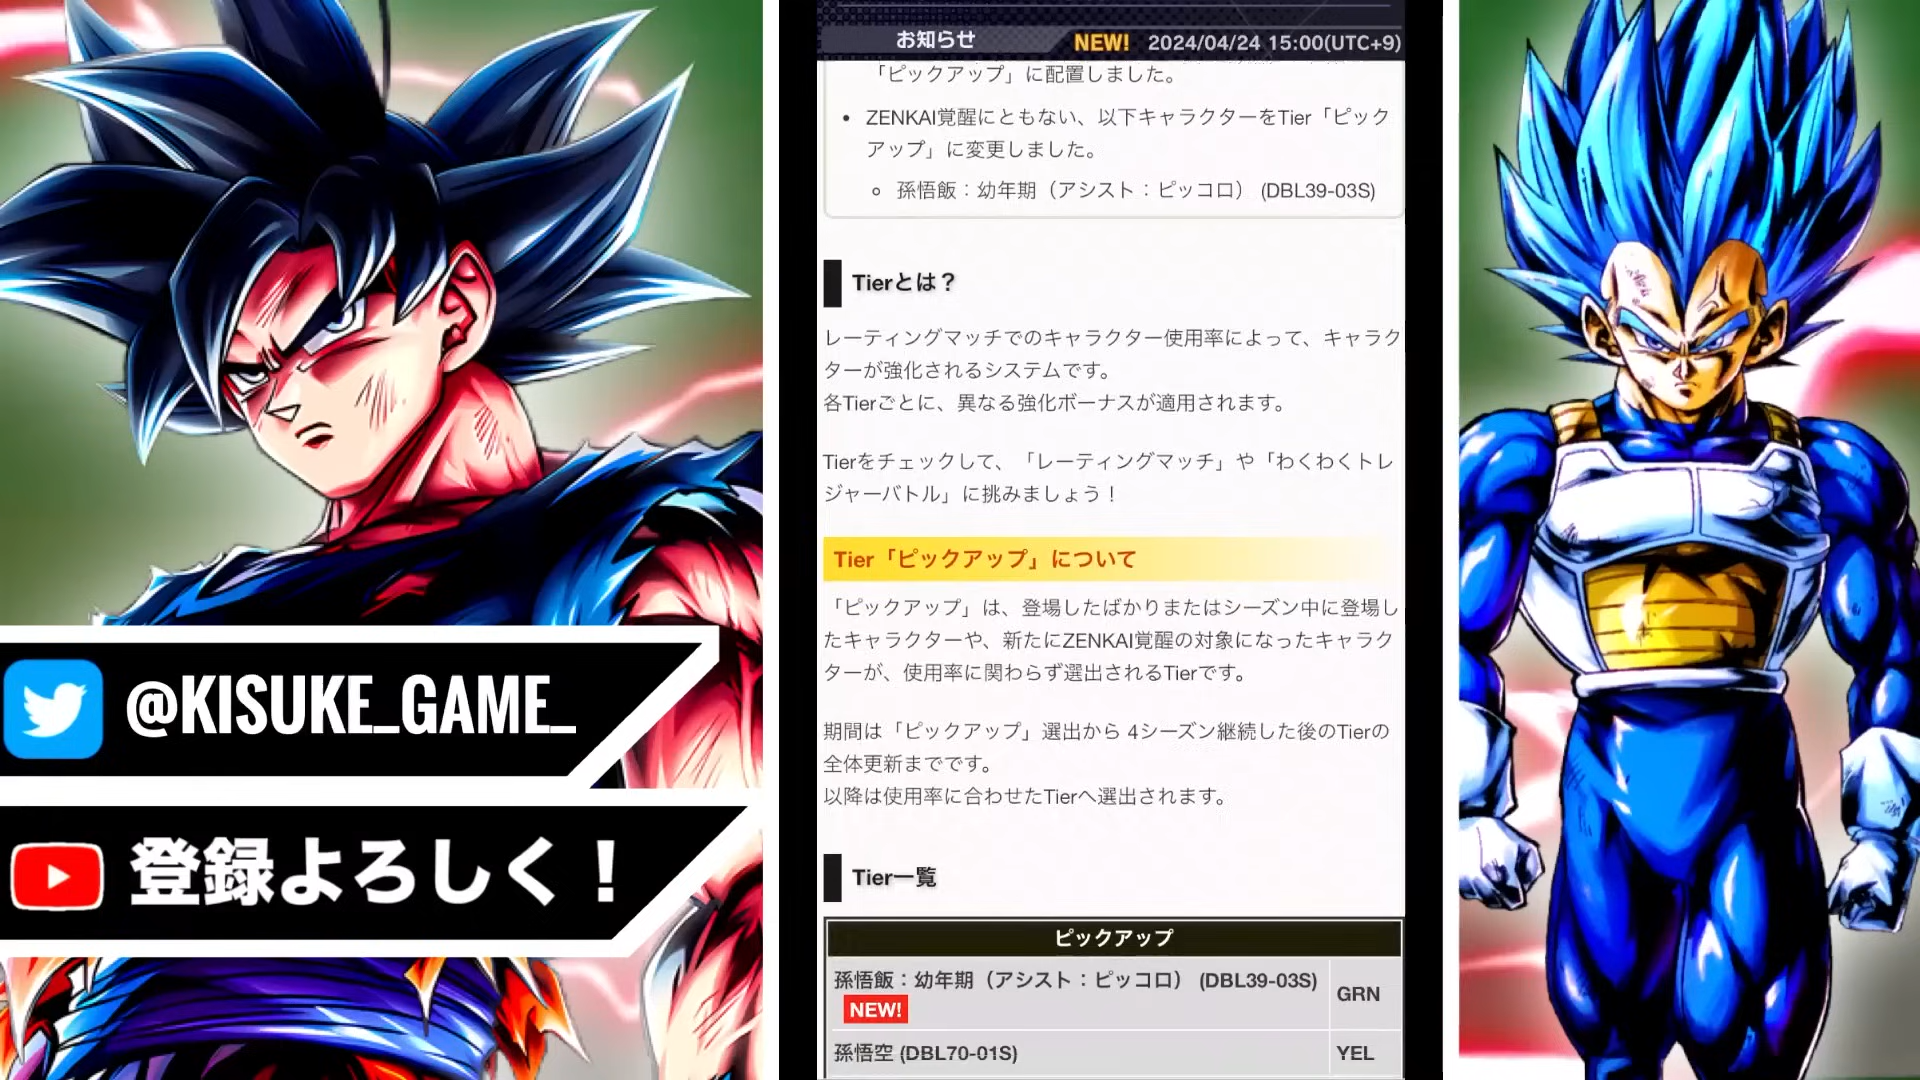 お知らせ
NEW! 2024/04/24 15:00(UTC+9)
「ピックアップ」に配置しました。
• ZENKAI覚醒にともない、以下キャラクターをTier「ピック
アップ」に変更しました。
○ 孫悟飯：幼年期（アシスト：ピッコロ） (DBL39-03S)
Tierとは？
レーティングマッチでのキャラクター使用率によって、キャラク
ターが強化されるシステムです。
各Tierごとに、異なる強化ボーナスが適用されます。
Tierをチェックして、「レーティングマッチ」や「わくわくトレ
ジャーバトル」に挑みましょう！
Tier「ピックアップ」について
「ピックアップ」は、登場したばかりまたはシーズン中に登場し
たキャラクターや、新たにZENKAI覚醒の対象になったキャラク
ターが、使用率に関わらず選出されるTierです。
期間は「ピックアップ」選出から 4シーズン継続した後のTierの
全体更新までです。
以降は使用率に合わせたTierへ選出されます。
Tier一覧
ピックアップ
孫悟飯：幼年期（アシスト：ピッコロ） (DBL39-03S)
NEW!
GRN
孫悟空 (DBL70-01S)
YEL
@KISUKE_GAME_
登録よろしく！